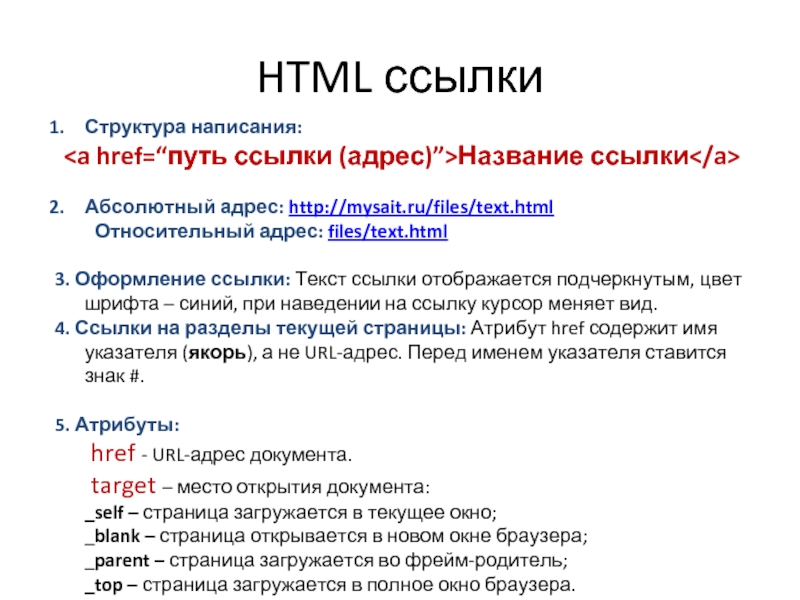 HTML ссылки
1. Структура написания:
<a href=“путь ссылки (адрес)”>Название ссылки</a>
2. Абсолютный адрес: http://mysait.ru/files/text.html
Относительный адрес: files/text.html
3. Оформление ссылки: Текст ссылки отображается подчеркнутым, цвет
шрифта – синий, при наведении на ссылку курсор меняет вид.
4. Ссылки на разделы текущей страницы: Атрибут href содержит имя
указателя (якорь), а не URL-адрес. Перед именем указателя ставится
знак #.
5. Атрибуты:
href - URL-адрес документа.
target – место открытия документа:
_self – страница загружается в текущее окно;
_blank – страница открывается в новом окне браузера;
_parent – страница загружается во фрейм-родитель;
_top – страница загружается в полное окно браузера.